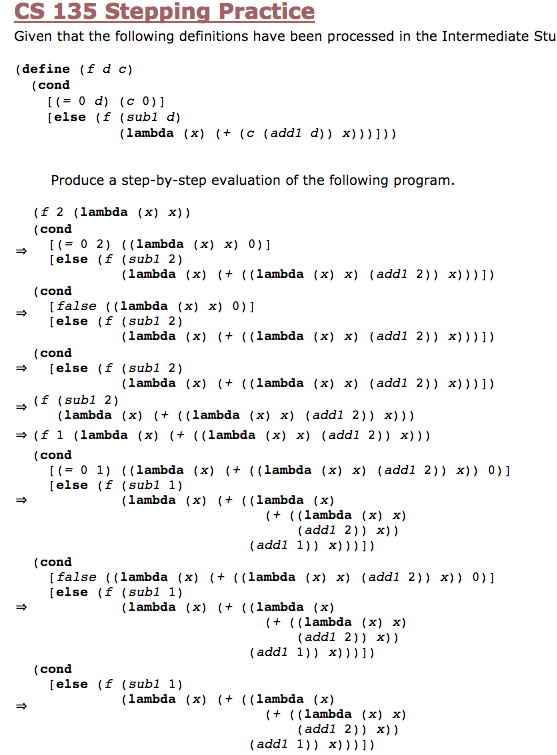 CS 135 Stepping Practice
Given that the following definitions have been processed in the Intermediate Stu
(define (f d c)
(cond
[(= 0 d) (c 0)]
[else (f (sub1 d)
(lambda (x) (+ (c (add1 d)) x)))]))
Produce a step-by-step evaluation of the following program.
(f 2 (lambda (x) x))
(cond
⇒ [(= 0 2) ((lambda (x) x) 0)]
[else (f (sub1 2)
(lambda (x) (+ ((lambda (x) x) (add1 2)) x)))])
(cond
⇒ [false ((lambda (x) x) 0)]
[else (f (sub1 2)
(lambda (x) (+ ((lambda (x) x) (add1 2)) x)))])
(cond
⇒ [else (f (sub1 2)
(lambda (x) (+ ((lambda (x) x) (add1 2)) x)))])
⇒ (f (sub1 2)
(lambda (x) (+ ((lambda (x) x) (add1 2)) x)))
⇒ (f 1 (lambda (x) (+ ((lambda (x) x) (add1 2)) x)))
(cond
[(= 0 1) ((lambda (x) (+ ((lambda (x) x) (add1 2)) x)) 0)]
[else (f (sub1 1)
⇒ (lambda (x) (+ ((lambda (x)
(+ ((lambda (x) x)
(add1 2)) x))
(add1 1)) x)))])
(cond
[false ((lambda (x) (+ ((lambda (x) x) (add1 2)) x)) 0)]
[else (f (sub1 1)
⇒ (lambda (x) (+ ((lambda (x)
(+ ((lambda (x) x)
(add1 2)) x))
(add1 1)) x)))])
(cond
[else (f (sub1 1)
⇒ (lambda (x) (+ ((lambda (x)
(+ ((lambda (x) x)
(add1 2)) x))
(add1 1)) x)))])